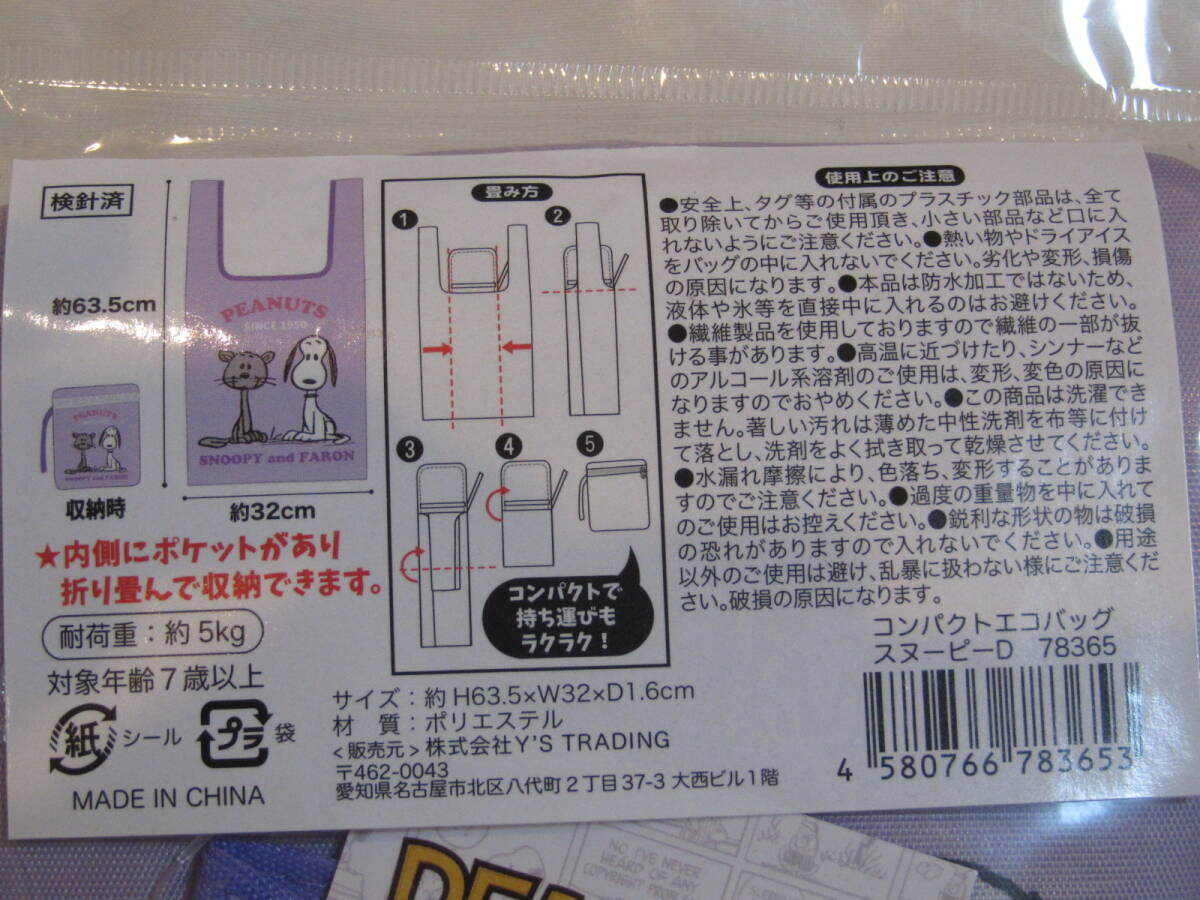 検針済
約63.5cm
PEANUTS
SINCE 1950
SNOOPY and FARON
PEANUTS
SNOOPY and FARON
収納時
約32cm
★内側にポケットがあり
折り畳んで収納できます。
耐荷重：約5kg
対象年齢7歳以上
紙 シール プラ 袋
MADE IN CHINA
畳み方
1 2
3 4 5
コンパクトで
持ち運びも
ラクラク！
サイズ：約H63.5×W32×D1.6cm
材 質：ポリエステル
<販売元>株式会社Y'S TRADING
〒462-0043
愛知県名古屋市北区八代町2丁目37-3 大西ビル1階
使用上のご注意
●安全上、タグ等の付属のプラスチック部品は、全て
取り除いてからご使用頂き、小さい部品など口に入
れないようにご注意ください。●熱い物やドライアイス
をバッグの中に入れないでください。劣化や変形、損傷
の原因になります。●本品は防水加工ではないため、
液体や氷等を直接中に入れるのはお避けください。
●繊維製品を使用しておりますので繊維の一部が抜
ける事があります。●高温に近づけたり、シンナーなど
のアルコール系溶剤のご使用は、変形、変色の原因に
なりますのでおやめください。●この商品は洗濯でき
ません。著しい汚れは薄めた中性洗剤を布等に付け
て落とし、洗剤をよく拭き取って乾燥させてください。
●水漏れ摩擦により、色落ち、変形することがありま
すのでご注意ください。●過度の重量物を中に入れて
のご使用はお控えください。●鋭利な形状の物は破損
の恐れがありますので入れないでください。●用途
以外のご使用は避け、乱暴に扱わない様にご注意くだ
さい。破損の原因になります。
コンパクトエコバッグ
スヌーピーD 78365
4 580766 783653
NO I'VE NEVER
HEARD OF ANY
COPYRIGHT